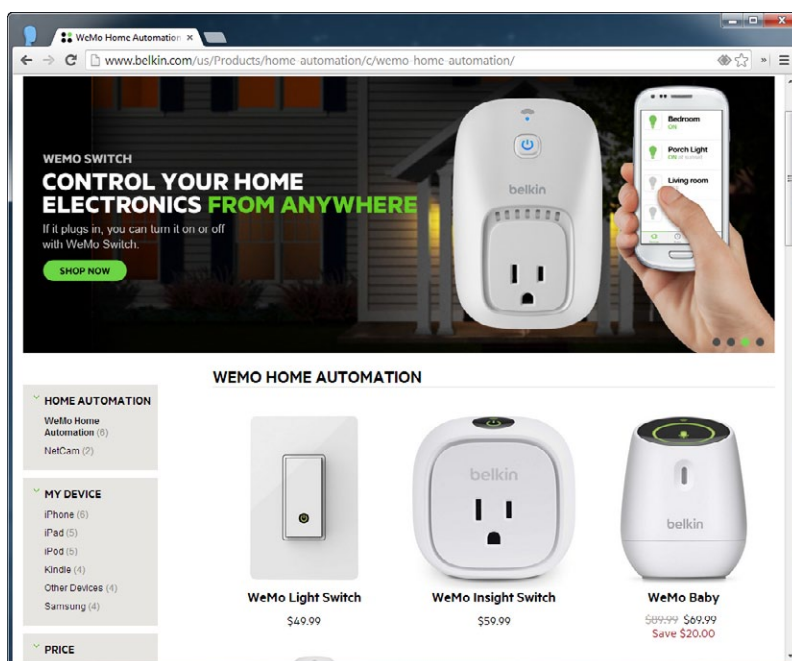 WeMo Home Automation
www.belkin.com/us/Products/home-automation/c/wemo-home-automation/
WEMO SWITCH
CONTROL YOUR HOME
ELECTRONICS FROM ANYWHERE
If it plugs in, you can turn it on or off
with WeMo Switch.
SHOP NOW
belkin
Bedroom
ON
Porch Light
ON
Living room
HOME AUTOMATION
WeMo Home
Automation (6)
NetCam (2)
MY DEVICE
iPhone (6)
iPad (5)
iPod (5)
Kindle (4)
Other Devices (4)
Samsung (4)
PRICE
WEMO HOME AUTOMATION
WeMo Light Switch
$49.99
belkin
WeMo Insight Switch
$59.99
belkin
WeMo Baby
$89.99 $69.99
Save $20.00